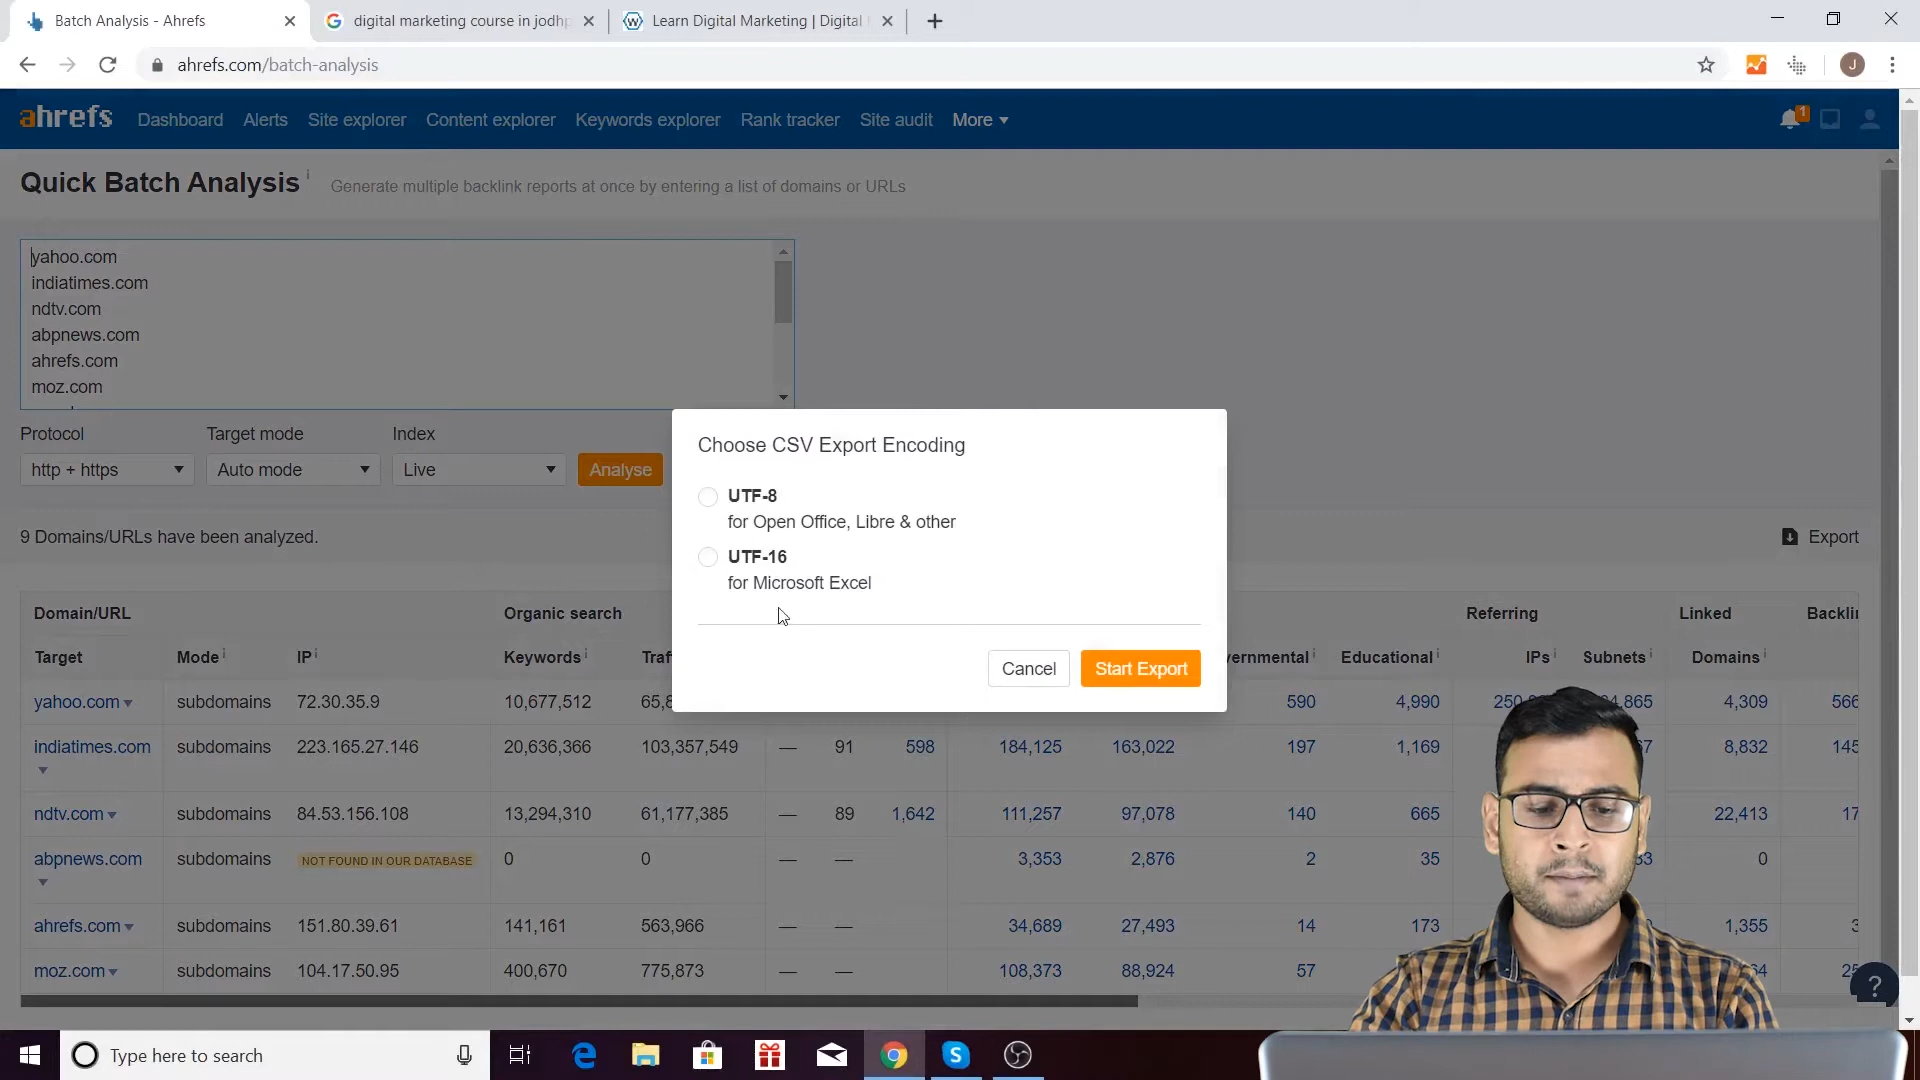 Batch Analysis - Ahrefs
digital marketing course in jodhp
Learn Digital Marketing | Digital
ahrefs.com/batch-analysis
J
ahrefs Dashboard Alerts Site explorer Content explorer Keywords explorer Rank tracker Site audit More 1
Quick Batch Analysis i Generate multiple backlink reports at once by entering a list of domains or URLs
yahoo.com
indiatimes.com
ndtv.com
abpnews.com
ahrefs.com
moz.com
Protocol Target mode Index
http + https Auto mode Live Analyse
Choose CSV Export Encoding
UTF-8
for Open Office, Libre & other
UTF-16
for Microsoft Excel
Cancel Start Export
9 Domains/URLs have been analyzed. Export
Domain/URL Organic search Referring Linked Backlin
Target Mode i IP i Keywords i Traf vernmental i Educational i IPs i Subnets i Domains i
yahoo.com subdomains 72.30.35.9 10,677,512 65,8 590 4,990 4,309 566
indiatimes.com subdomains 223.165.27.146 20,636,366 103,357,549 — 91 598 184,125 163,022 197 1,169 8,832 145
ndtv.com subdomains 84.53.156.108 13,294,310 61,177,385 — 89 1,642 111,257 97,078 140 665 22,413 17
abpnews.com subdomains NOT FOUND IN OUR DATABASE 0 0 — — 3,353 2,876 2 35 0
ahrefs.com subdomains 151.80.39.61 141,161 563,966 — — 34,689 27,493 14 173 1,355 3
moz.com subdomains 104.17.50.95 400,670 775,873 — — 108,373 88,924 57
?
Type here to search